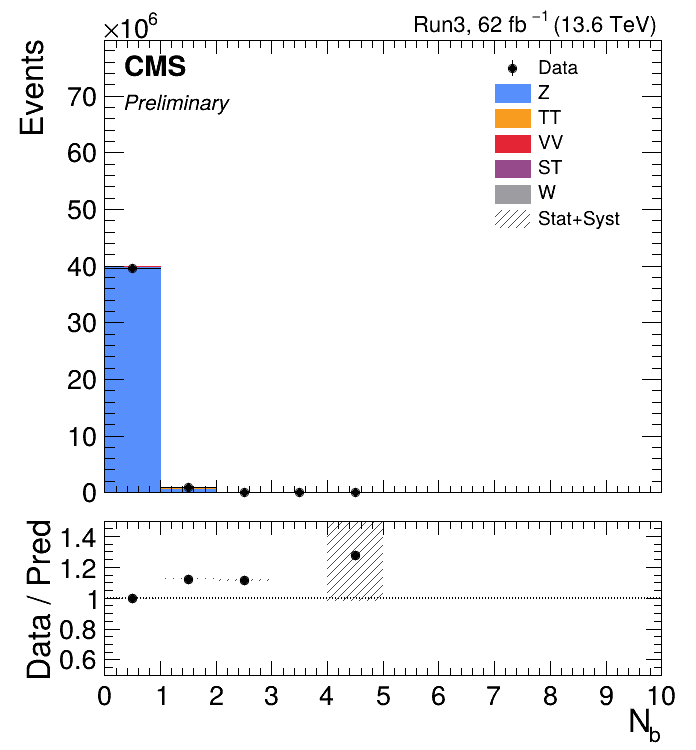 ×10⁶
Run3, 62 fb⁻¹ (13.6 TeV)
CMS
Preliminary
Events
70
60
50
40
30
20
10
0
Data
Z
TT
VV
ST
W
Stat+Syst
Data / Pred
1.4
1.2
1
0.8
0.6
0 1 2 3 4 5 6 7 8 9 10
N_b